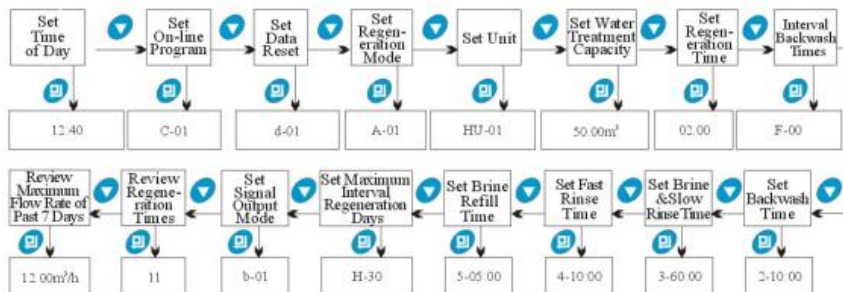 Set
Time
of Day
Set
On-line
Program
Set
Data
Reset
Set
Regen-
eration
Mode
Set Unit
Set Water
Treatment
Capacity
Set
Regen-
eration
Time
Interval
Backwash
Times
12:40
C-01
d-01
A-01
HU-01
50.00m³
02:00
F-00
Review
Maximum
Flow Rate of
Past 7 Days
Review
Regene-
ration
Times
Set
Signal
Output
Mode
Set Maximum
Interval
Regeneration
Days
Set Brine
Refill
Time
Set Fast
Rinse
Time
Set Brine
&Slow
Rinse Time
Set
Backwash
Time
12.00m³/h
11
b-01
H-30
5-05:00
4-10:00
3-60:00
2-10:00